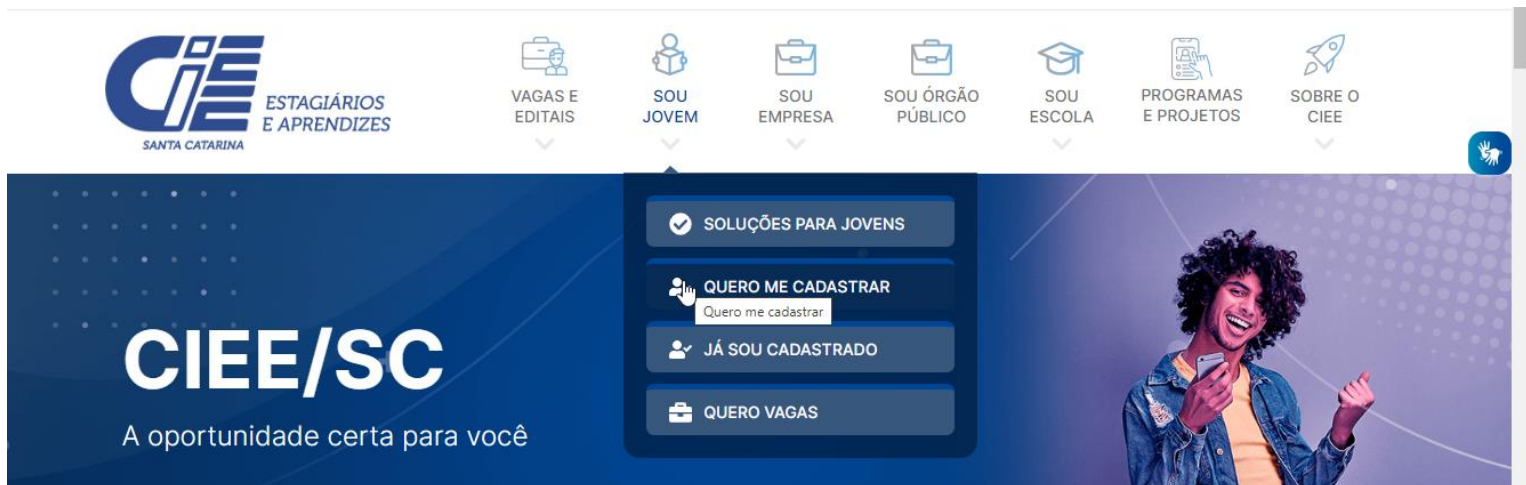 CIEE
ESTAGIÁRIOS
E APRENDIZES
SANTA CATARINA
VAGAS E
EDITAIS
SOU
JOVEM
SOU
EMPRESA
SOU ÓRGÃO
PÚBLICO
SOU
ESCOLA
PROGRAMAS
E PROJETOS
SOBRE O
CIEE
SOLUÇÕES PARA JOVENS
QUERO ME CADASTRAR
Quero me cadastrar
JÁ SOU CADASTRADO
QUERO VAGAS
CIEE/SC
A oportunidade certa para você